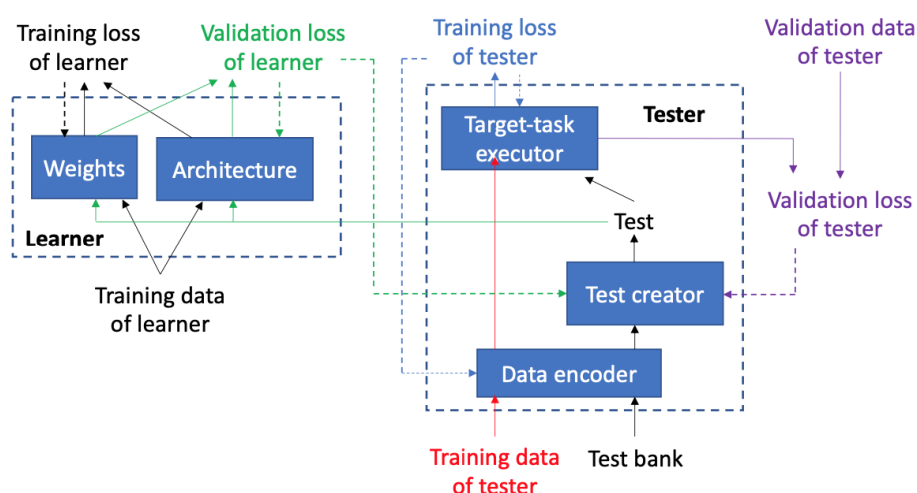 Training loss
of learner
Validation loss
of learner
Training loss
of tester
Validation data
of tester
Weights
Architecture
Learner
Training data
of learner
Target-task
executor
Tester
Test
Validation loss
of tester
Test creator
Data encoder
Training data
of tester
Test bank